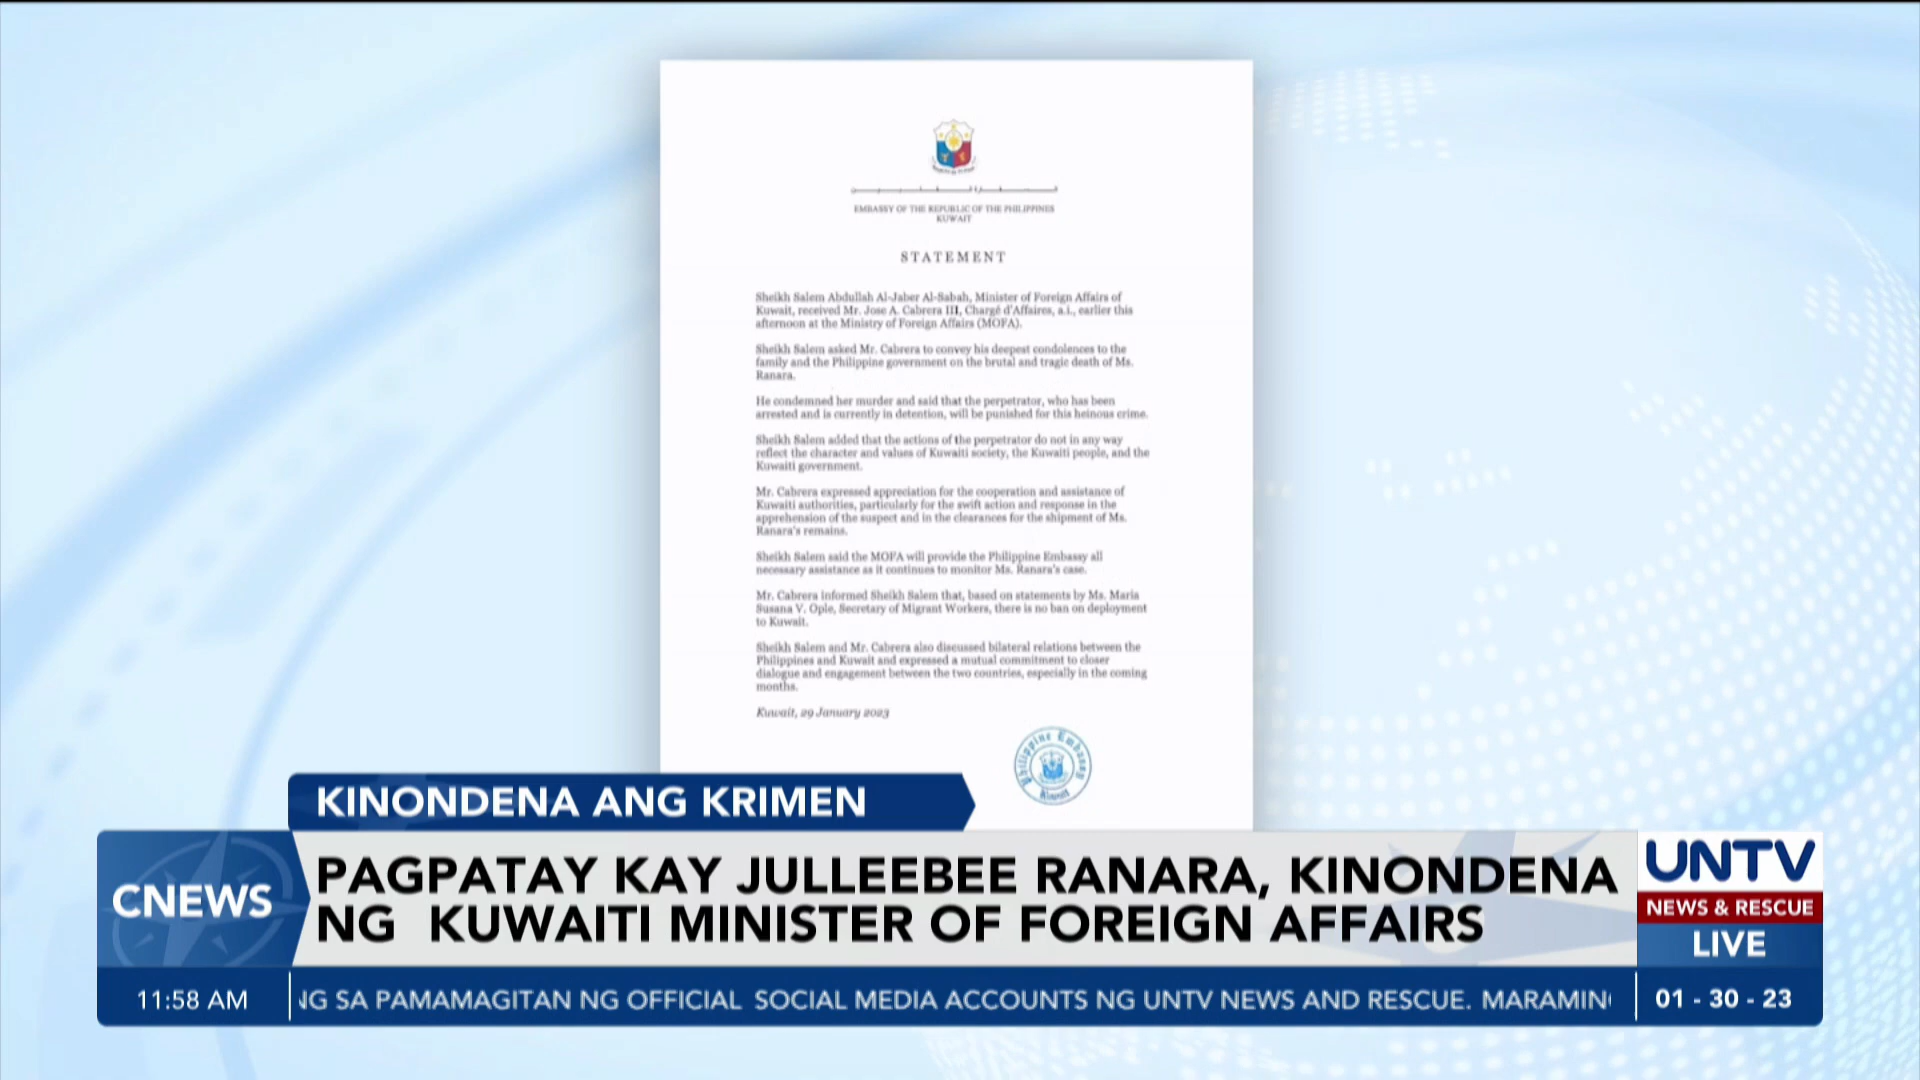 EMBASSY OF THE REPUBLIC OF THE PHILIPPINES
KUWAIT
STATEMENT
Sheikh Salem Abdullah Al-Jaber Al-Sabah, Minister of Foreign Affairs of
Kuwait, received Mr. Jose A. Cabrera III, Chargé d'Affaires, a.i., earlier this
afternoon at the Ministry of Foreign Affairs (MOFA).
Sheikh Salem asked Mr. Cabrera to convey his deepest condolences to the
family and the Philippine government on the brutal and tragic death of Ms.
Ranara.
He condemned her murder and said that the perpetrator, who has been
arrested and is currently in detention, will be punished for this heinous crime.
Sheikh Salem added that the actions of the perpetrator do not in any way
reflect the character and values of Kuwaiti society, the Kuwaiti people, and the
Kuwaiti government.
Mr. Cabrera expressed appreciation for the cooperation and assistance of
Kuwaiti authorities, particularly for the swift action and response in the
apprehension of the suspect and in the clearances for the shipment of Ms.
Ranara's remains.
Sheikh Salem said the MOFA will provide the Philippine Embassy all
necessary assistance as it continues to monitor Ms. Ranara's case.
Mr. Cabrera informed Sheikh Salem that, based on statements by Ms. Maria
Susana V. Ople, Secretary of Migrant Workers, there is no ban on deployment
to Kuwait.
Sheikh Salem and Mr. Cabrera also discussed bilateral relations between the
Philippines and Kuwait and expressed a mutual commitment to closer
dialogue and engagement between the two countries, especially in the coming
months.
Kuwait, 29 January 2023
Philippine Embassy
Kuwait
KINONDENA ANG KRIMEN
CNEWS
PAGPATAY KAY JULLEEBEE RANARA, KINONDENA
NG KUWAITI MINISTER OF FOREIGN AFFAIRS
UNTV
NEWS & RESCUE
LIVE
11:58 AM
NG SA PAMAMAGITAN NG OFFICIAL SOCIAL MEDIA ACCOUNTS NG UNTV NEWS AND RESCUE. MARAMIN
01 - 30 - 23